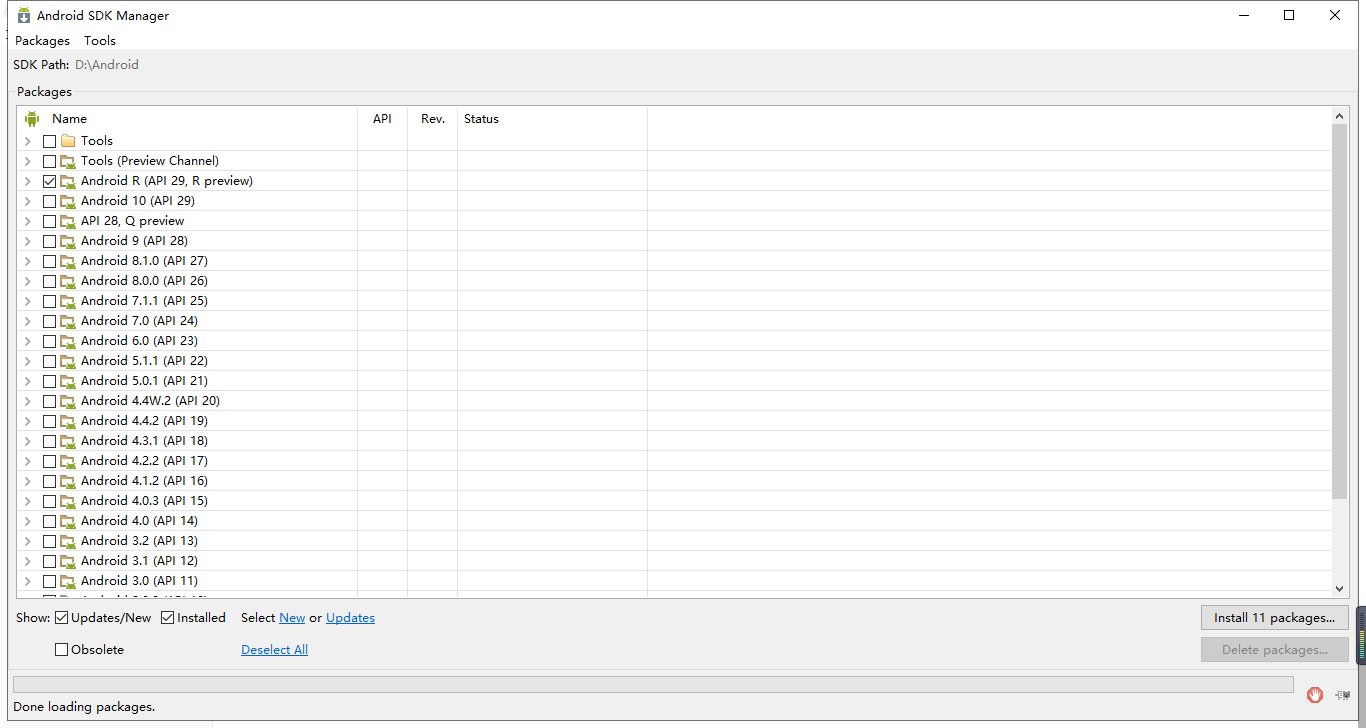 Android SDK Manager
Packages Tools
SDK Path: D:\Android
Packages
Name API Rev. Status
Tools
Tools (Preview Channel)
Android R (API 29, R preview)
Android 10 (API 29)
API 28, Q preview
Android 9 (API 28)
Android 8.1.0 (API 27)
Android 8.0.0 (API 26)
Android 7.1.1 (API 25)
Android 7.0 (API 24)
Android 6.0 (API 23)
Android 5.1.1 (API 22)
Android 5.0.1 (API 21)
Android 4.4W.2 (API 20)
Android 4.4.2 (API 19)
Android 4.3.1 (API 18)
Android 4.2.2 (API 17)
Android 4.1.2 (API 16)
Android 4.0.3 (API 15)
Android 4.0 (API 14)
Android 3.2 (API 13)
Android 3.1 (API 12)
Android 3.0 (API 11)
Show: Updates/New Installed Select New or Updates Install 11 packages...
Obsolete Deselect All Delete packages...
Done loading packages.